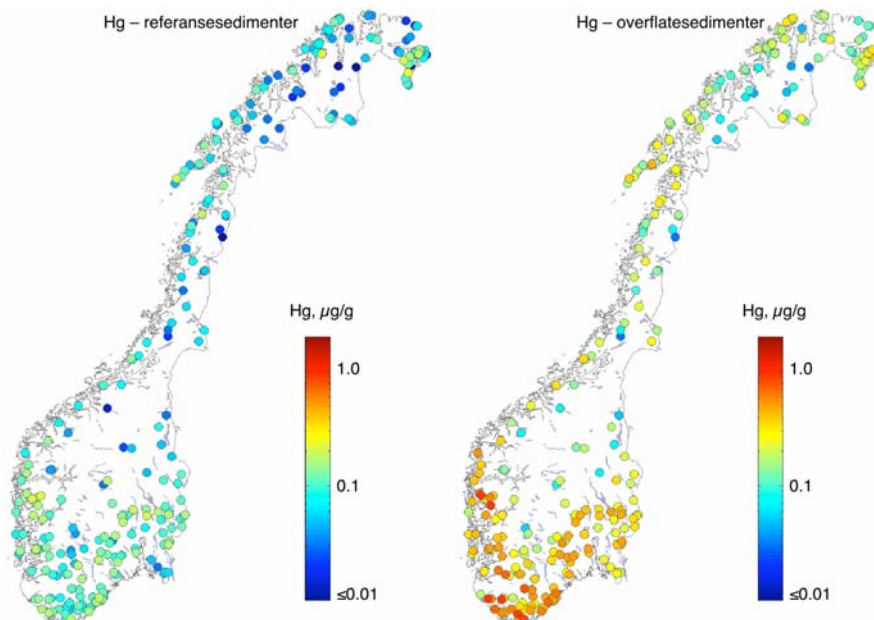 Hg – referansesedimenter
Hg – overflatesedimenter
Hg, µg/g
1.0
0.1
≤0.01
Hg, µg/g
1.0
0.1
≤0.01